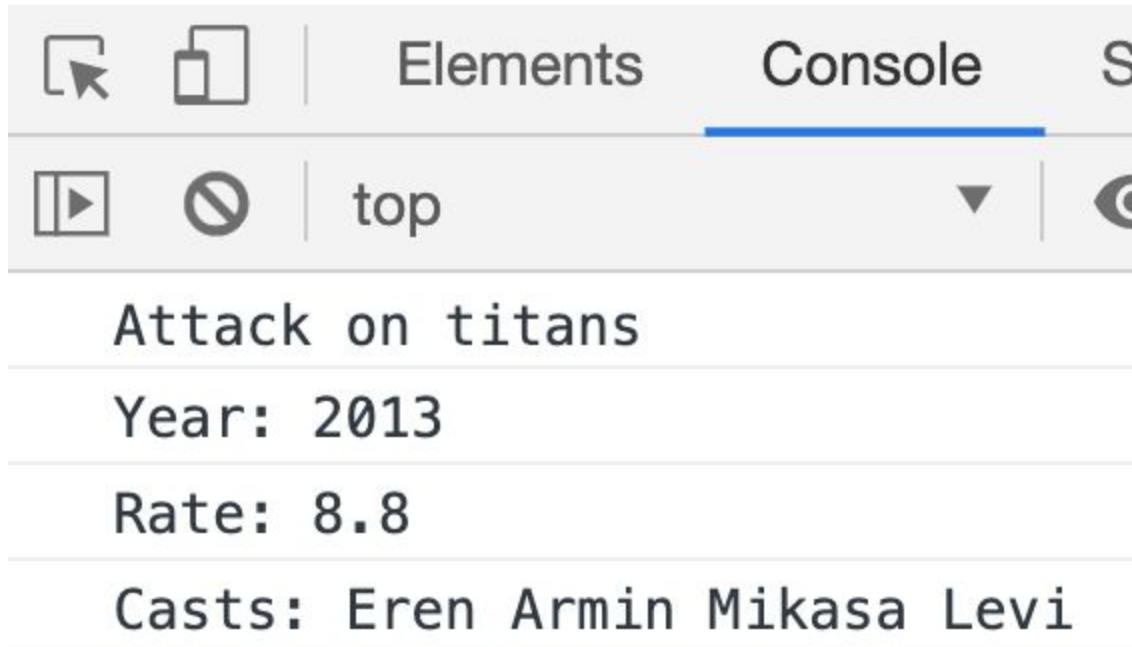 Elements Console S
top
Attack on titans
Year: 2013
Rate: 8.8
Casts: Eren Armin Mikasa Levi